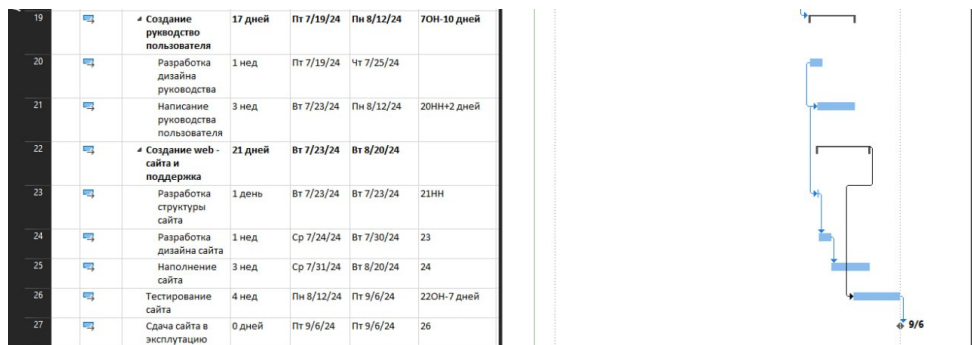 19 Создание 17 дней Пт 7/19/24 Пн 8/12/24 7ОН-10 дней
рукводство
пользователя
20 Разработка 1 нед Пт 7/19/24 Чт 7/25/24
дизайна
руководства
21 Написание 3 нед Вт 7/23/24 Пн 8/12/24 20НН+2 дней
руководства
пользователя
22 Создание web - 21 дней Вт 7/23/24 Вт 8/20/24
сайта и
поддержка
23 Разработка 1 день Вт 7/23/24 Вт 7/23/24 21НН
структуры
сайта
24 Разработка 1 нед Ср 7/24/24 Вт 7/30/24 23
дизайна сайта
25 Наполнение 3 нед Ср 7/31/24 Вт 8/20/24 24
сайта
26 Тестирование 4 нед Пн 8/12/24 Пт 9/6/24 22ОН-7 дней
сайта
27 Сдача сайта в 0 дней Пт 9/6/24 Пт 9/6/24 26 9/6
эксплутацию